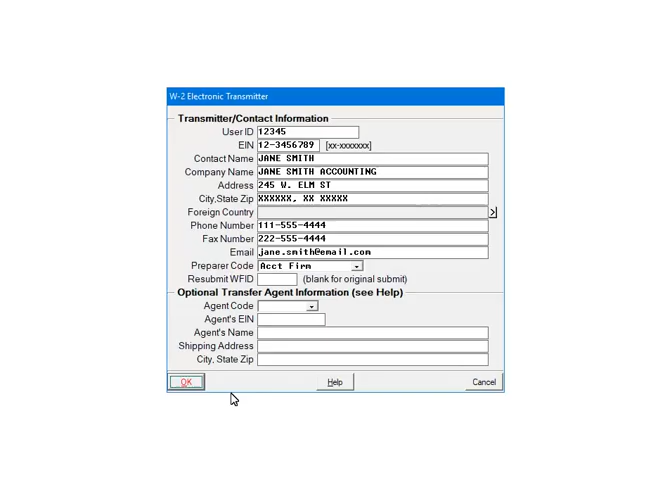 W-2 Electronic Transmitter
Transmitter/Contact Information
User ID 12345
EIN 12-3456789 [xx-xxxxxxx]
Contact Name JANE SMITH
Company Name JANE SMITH ACCOUNTING
Address 245 W. ELM ST
City,State Zip XXXXXX, XX XXXXX
Foreign Country >
Phone Number 111-555-4444
Fax Number 222-555-4444
Email jane.smith@email.com
Preparer Code Acct Firm
Resubmit WFID (blank for original submit)
Optional Transfer Agent Information (see Help)
Agent Code
Agent's EIN
Agent's Name
Shipping Address
City, State Zip
OK Help Cancel